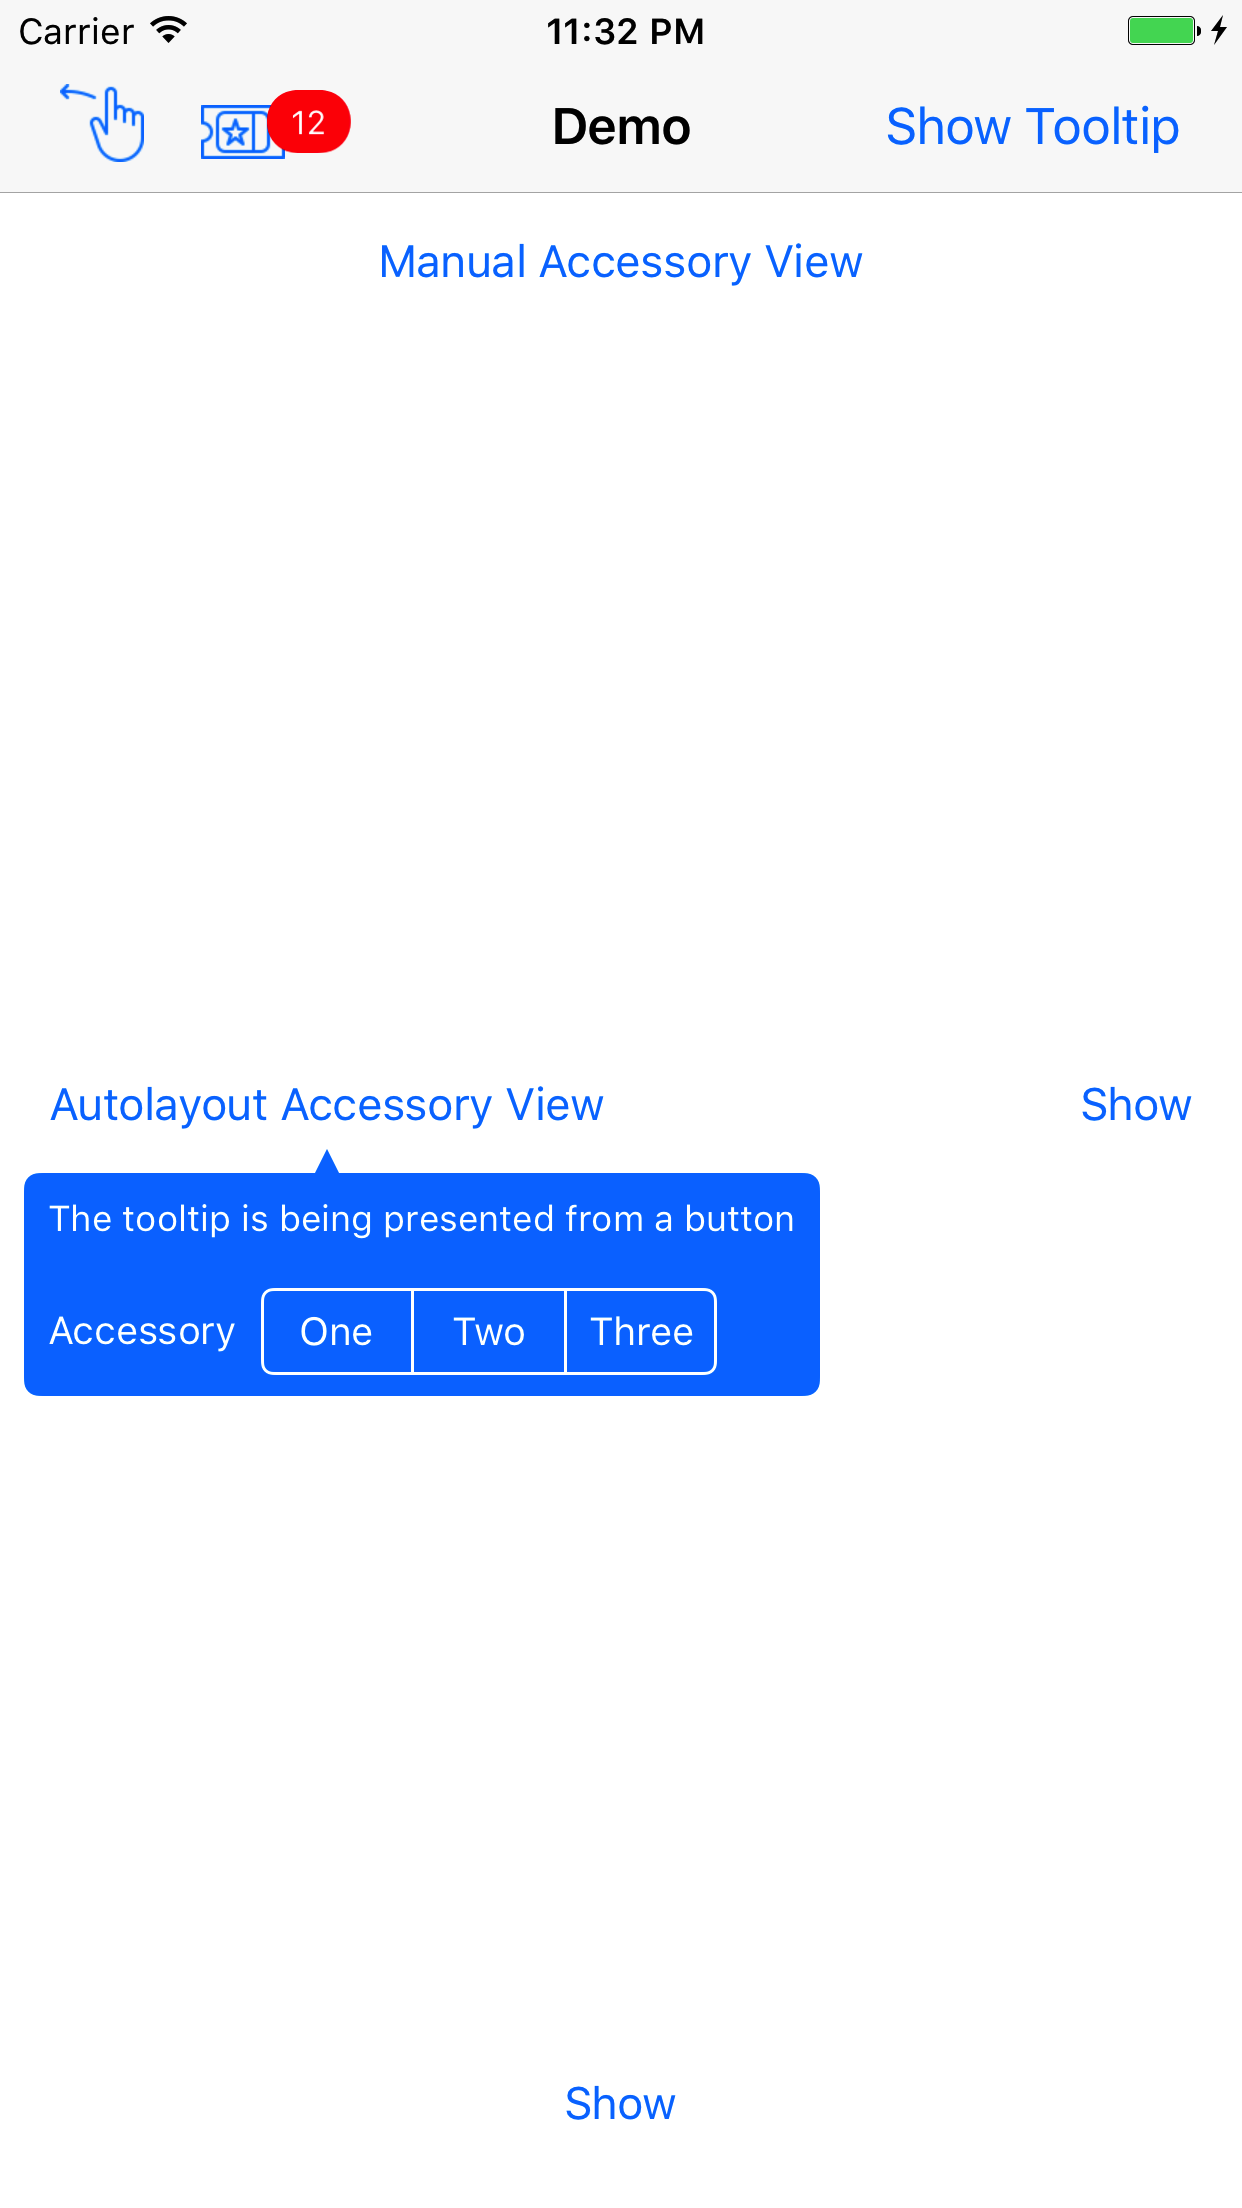 Carrier 11:32 PM
12 Demo Show Tooltip
Manual Accessory View
Autolayout Accessory View Show
The tooltip is being presented from a button
Accessory One Two Three
Show